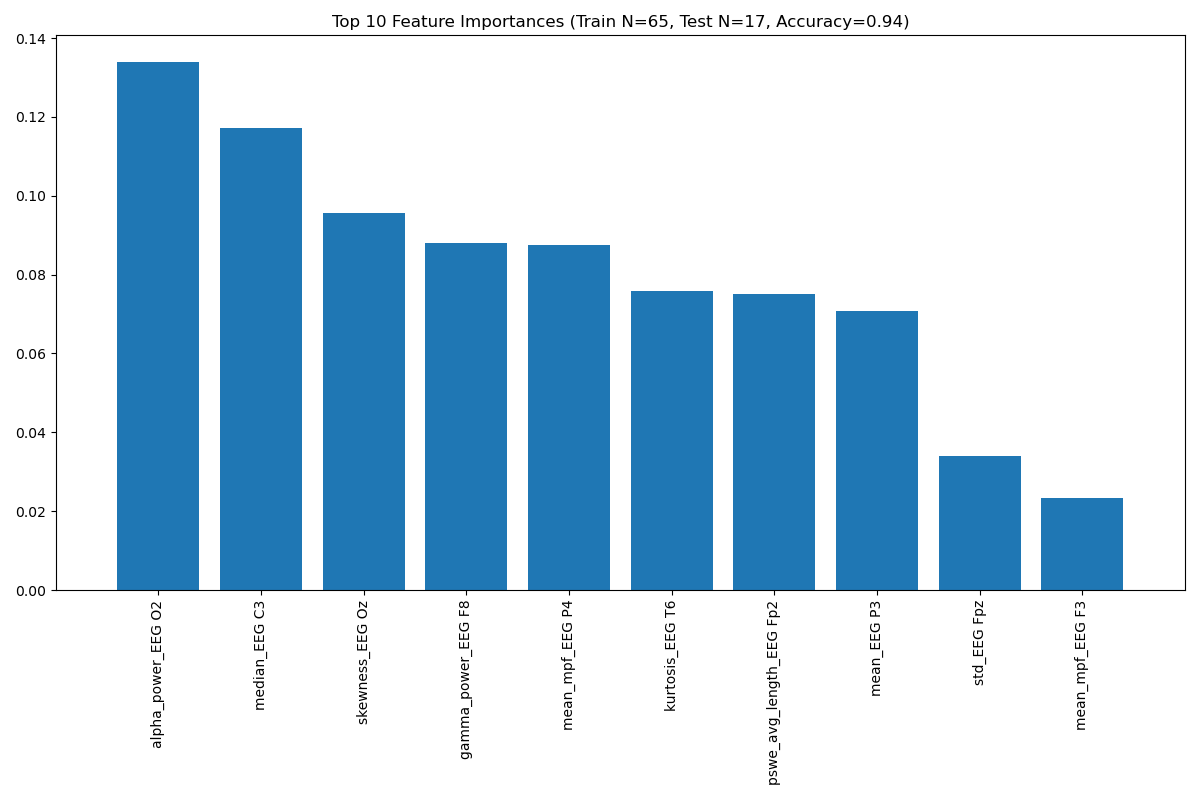 Top 10 Feature Importances (Train N=65, Test N=17, Accuracy=0.94)
0.14
0.12
0.10
0.08
0.06
0.04
0.02
0.00
alpha_power_EEG O2
median_EEG C3
skewness_EEG Oz
gamma_power_EEG F8
mean_mpf_EEG P4
kurtosis_EEG T6
pswe_avg_length_EEG Fp2
mean_EEG P3
std_EEG Fpz
mean_mpf_EEG F3